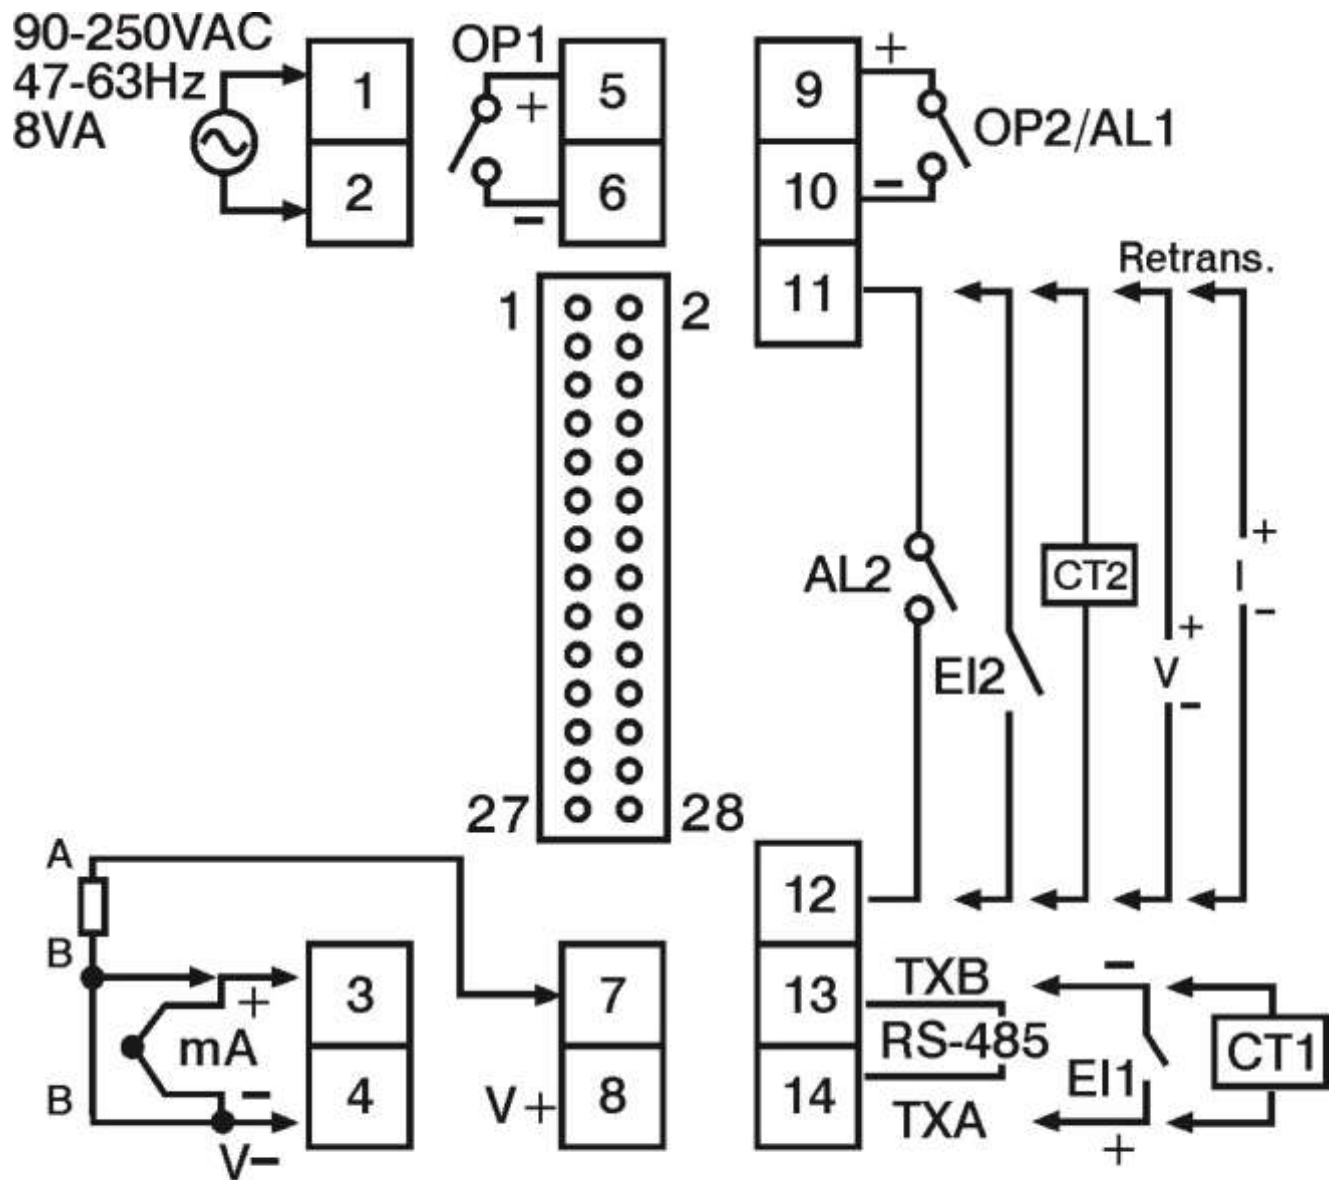 90-250VAC
47-63Hz
8VA
1
2
OP1
+
-
5
6
9
10
11
+
-
OP2/AL1
Retrans.
1
2
27
28
AL2
EI2
CT2
+
V
-
+
I
-
A
B
B
+
mA
-
V-
3
4
7
8
V+
12
13
14
TXB
RS-485
TXA
-
EI1
+
CT1